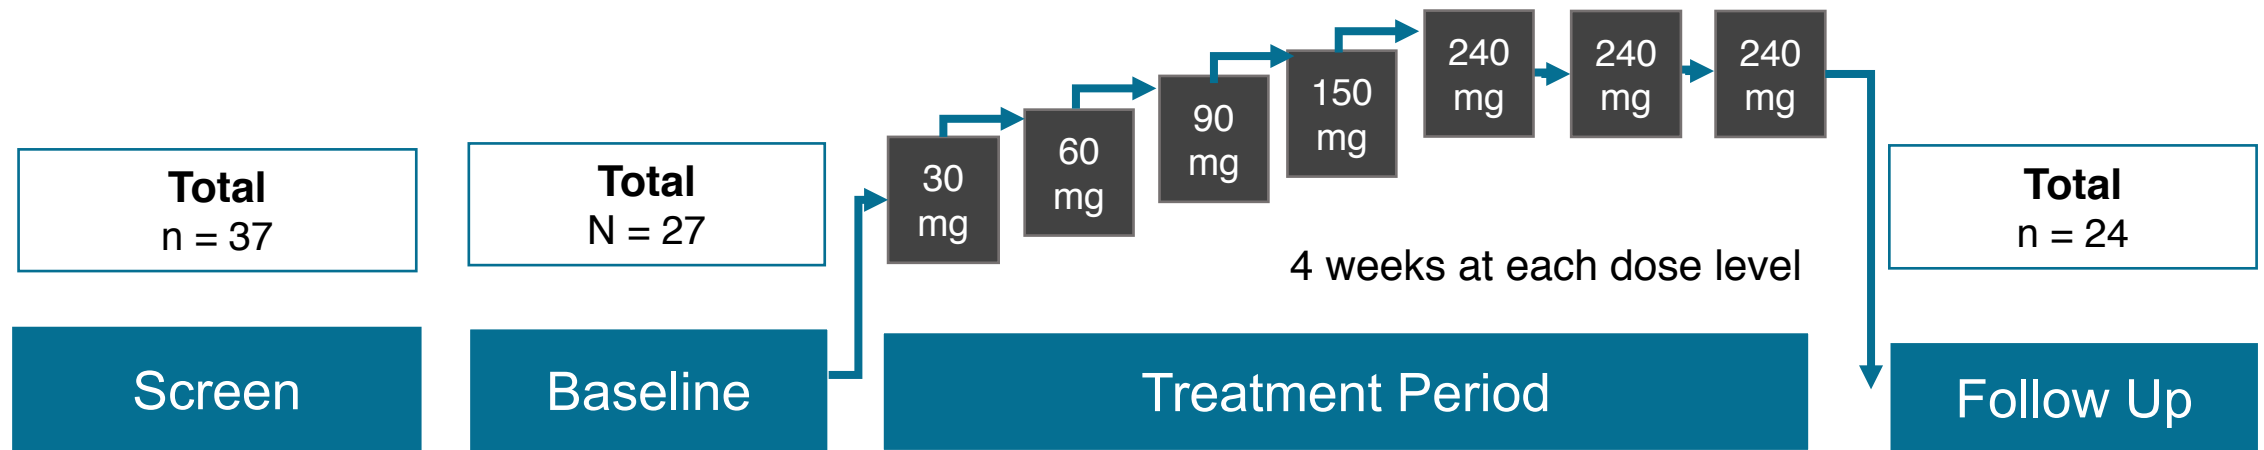 Total
n = 37
Total
N = 27
30
mg
60
mg
90
mg
150
mg
240
mg
240
mg
240
mg
4 weeks at each dose level
Total
n = 24
Screen
Baseline
Treatment Period
Follow Up